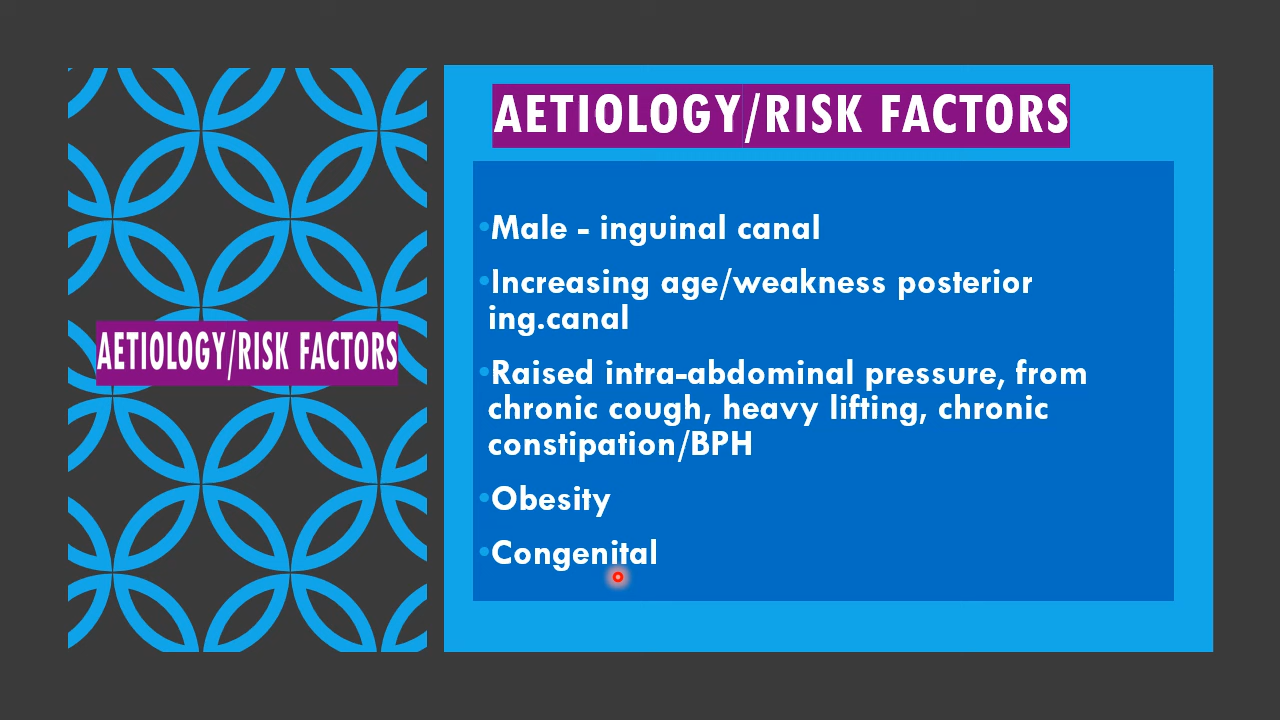 AETIOLOGY/RISK FACTORS
AETIOLOGY/RISK FACTORS
•Male - inguinal canal
•Increasing age/weakness posterior
ing.canal
•Raised intra-abdominal pressure, from
chronic cough, heavy lifting, chronic
constipation/BPH
•Obesity
•Congenital